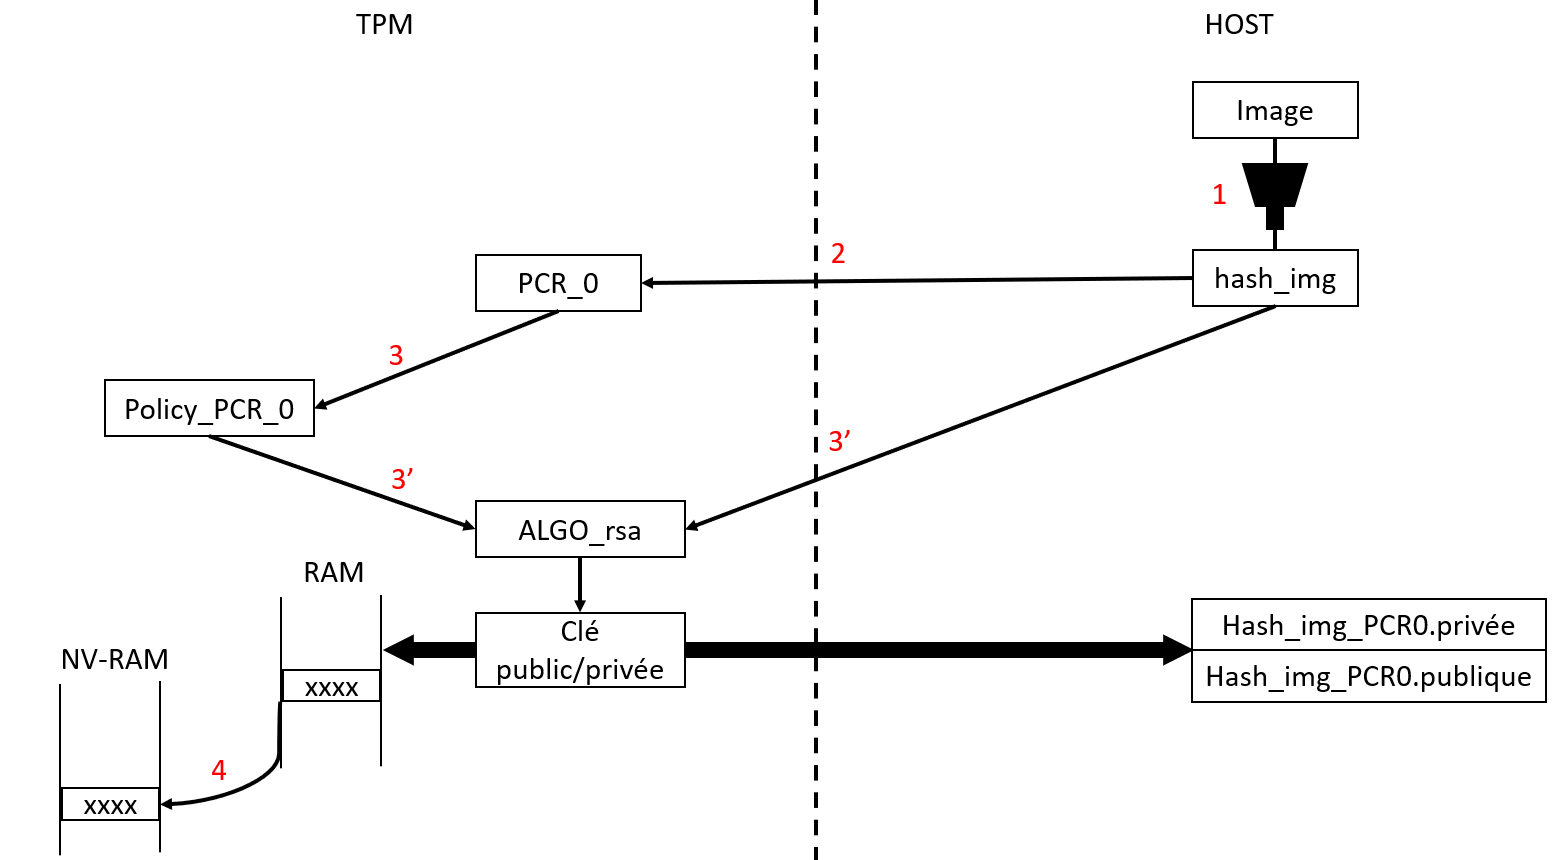 TPM
HOST
Image
1
2
PCR_0
hash_img
3
Policy_PCR_0
3’
3’
ALGO_rsa
RAM
Clé
public/privée
Hash_img_PCR0.privée
Hash_img_PCR0.publique
NV-RAM
xxxx
4
xxxx